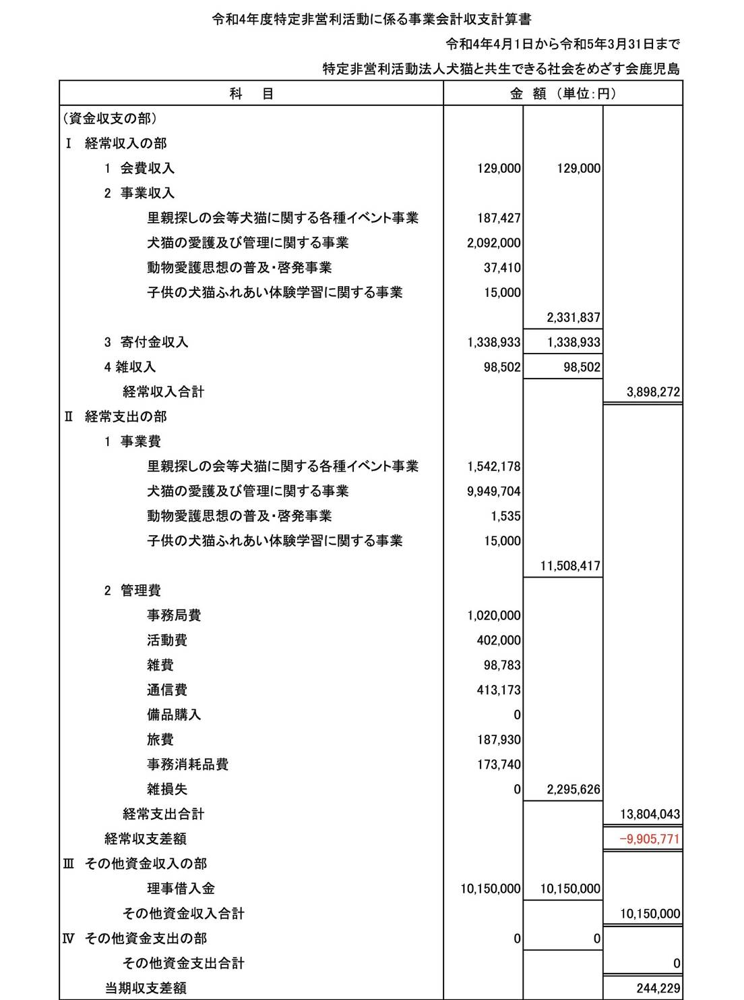 令和4年度特定非営利活動に係る事業会計収支計算書
令和4年4月1日から令和5年3月31日まで
特定非営利活動法人犬猫と共生できる社会をめざす会鹿児島
科　目 金 額 （単位：円）
（資金収支の部）
Ⅰ 経常収入の部
1 会費収入 129,000 129,000
2 事業収入
里親探しの会等犬猫に関する各種イベント事業 187,427
犬猫の愛護及び管理に関する事業 2,092,000
動物愛護思想の普及・啓発事業 37,410
子供の犬猫ふれあい体験学習に関する事業 15,000
2,331,837
3 寄付金収入 1,338,933 1,338,933
4 雑収入 98,502 98,502
経常収入合計 3,898,272
Ⅱ 経常支出の部
1 事業費
里親探しの会等犬猫に関する各種イベント事業 1,542,178
犬猫の愛護及び管理に関する事業 9,949,704
動物愛護思想の普及・啓発事業 1,535
子供の犬猫ふれあい体験学習に関する事業 15,000
11,508,417
2 管理費
事務局費 1,020,000
活動費 402,000
雑費 98,783
通信費 413,173
備品購入 0
旅費 187,930
事務消耗品費 173,740
雑損失 0 2,295,626
経常支出合計 13,804,043
経常収支差額 -9,905,771
Ⅲ その他資金収入の部
理事借入金 10,150,000 10,150,000
その他資金収入合計 10,150,000
Ⅳ その他資金支出の部 0 0
その他資金支出合計 0
当期収支差額 244,229